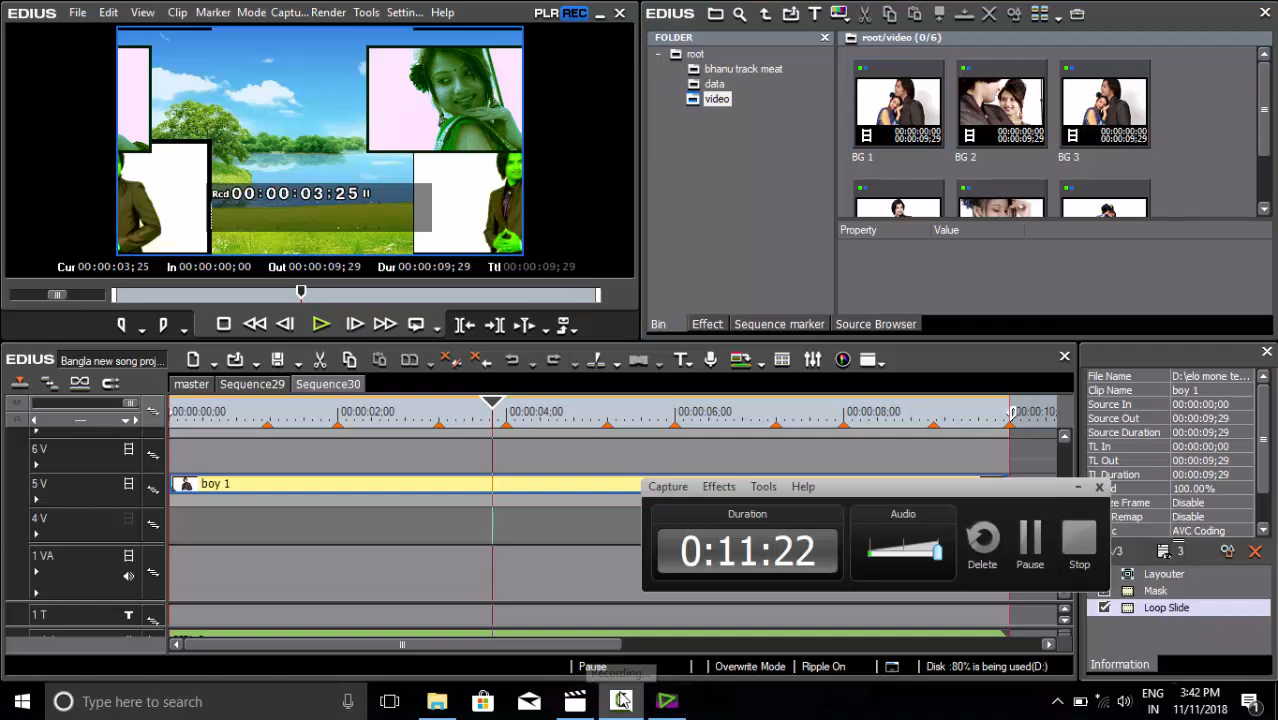 EDIUS File Edit View Clip Marker Mode Captu... Render Tools Settin... Help PLR REC
Rcd 00:00:03;25
Cur 00:00:03;25 In 00:00:00;00 Out 00:00:09;29 Dur 00:00:09;29 Ttl 00:00:09;29
EDIUS
FOLDER
root
bhanu track meat
data
video
root/video (0/6)
00:00:00;00
00:00:09;29
00:00:00;00
00:00:09;29
00:00:00;00
00:00:09;29
BG 1 BG 2 BG 3
Property Value
Bin Effect Sequence marker Source Browser
EDIUS Bangla new song proj...
master Sequence29 Sequence30
00:00:00;00 00:00:02;00 00:00:04;00 00:00:06;00 00:00:08;00 00:00:10;
6 V
5 V boy 1
4 V
1 VA
1 T
Capture Effects Tools Help
Duration Audio
0:11:22
Delete Pause Stop
File Name D:\elo mone te...
Clip Name boy 1
Source In 00:00:00;00
Source Out 00:00:09;29
Source Duration 00:00:09;29
TL In 00:00:00;00
TL Out 00:00:09;29
TL Duration 00:00:09;29
100.00%
Disable
Disable
AVC Coding
/3 3
Layouter
Mask
Loop Slide
Information
Pause Overwrite Mode Ripple On Disk :80% is being used(D:)
Recording...
Type here to search
ENG
IN
3:42 PM
11/11/2018
1